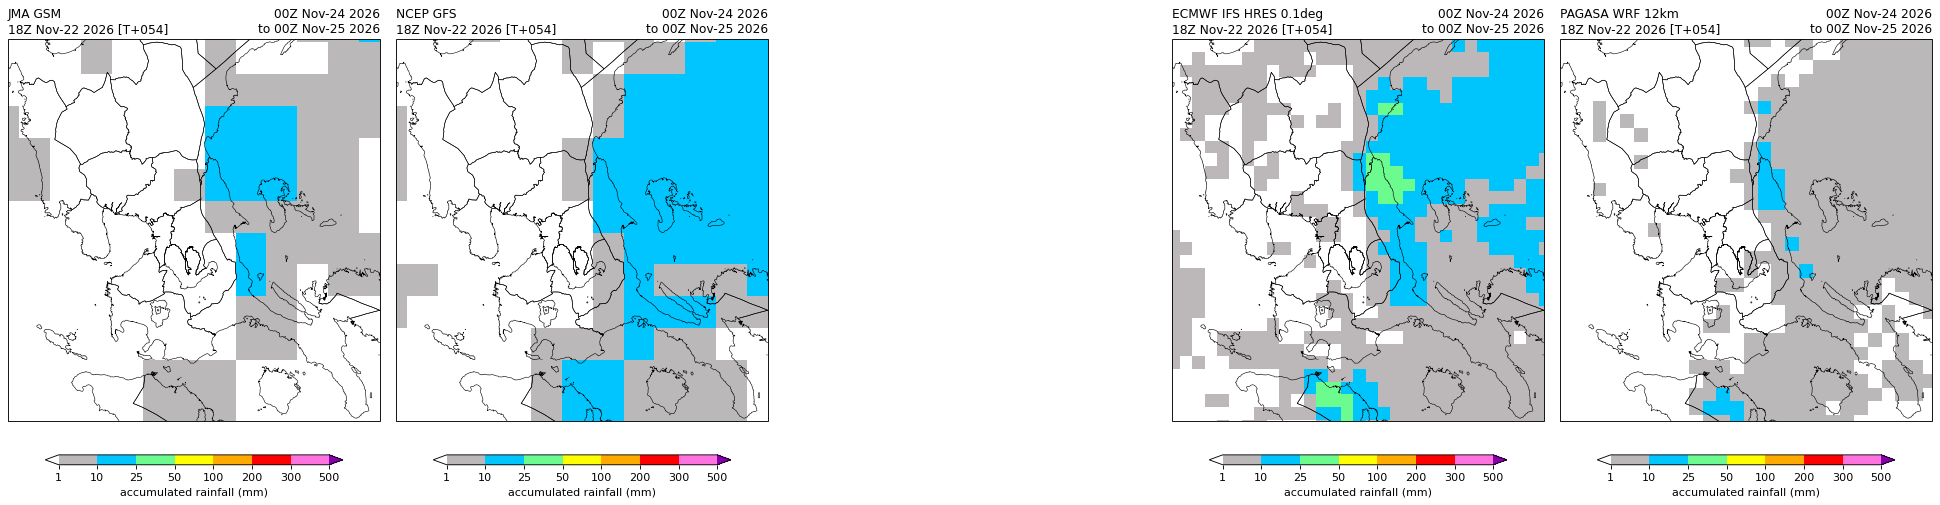 JMA GSM 00Z Nov-24 2026
18Z Nov-22 2026 [T+054] to 00Z Nov-25 2026
1 10 25 50 100 200 300 500
accumulated rainfall (mm)
NCEP GFS 00Z Nov-24 2026
18Z Nov-22 2026 [T+054] to 00Z Nov-25 2026
1 10 25 50 100 200 300 500
accumulated rainfall (mm)
ECMWF IFS HRES 0.1deg 00Z Nov-24 2026
18Z Nov-22 2026 [T+054] to 00Z Nov-25 2026
1 10 25 50 100 200 300 500
accumulated rainfall (mm)
PAGASA WRF 12km 00Z Nov-24 2026
18Z Nov-22 2026 [T+054] to 00Z Nov-25 2026
1 10 25 50 100 200 300 500
accumulated rainfall (mm)